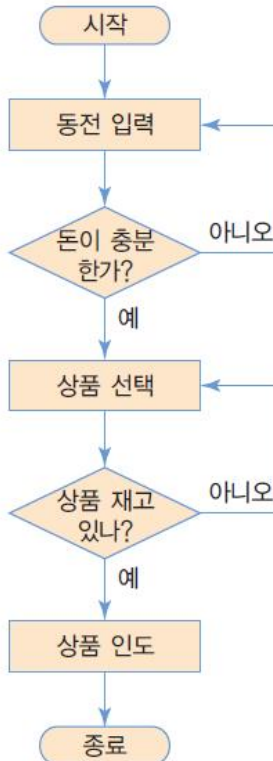 시작
동전 입력
돈이 충분
한가?
아니오
예
상품 선택
상품 재고
있나?
아니오
예
상품 인도
종료